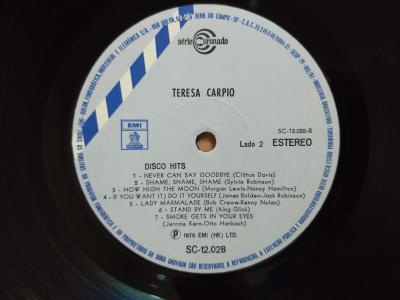 série Coronado
TERESA CARPIO
EMI
SC-12.028-B
Lado 2 ESTEREO
DISCO HITS
1 - NEVER CAN SAY GOODBYE (Clifton Davis)
2 - SHAME, SHAME, SHAME (Sylvia Robinson)
3 - HOW HIGH THE MOON (Morgan Lewis-Nancy Hamilton)
4 - IF YOU WANT IT) DO IT YOURSELF (James Bolden-Jack Robinson)
5 - LADY MARMALADE (Bob Crewe-Kenny Nolan)
6 - STAND BY ME (King Glick)
7 - SMOKE GETS IN YOUR EYES
(Jerome Kern-Otto Harbach)
P 1976 EMI (HK) LTD.
SC-12.028